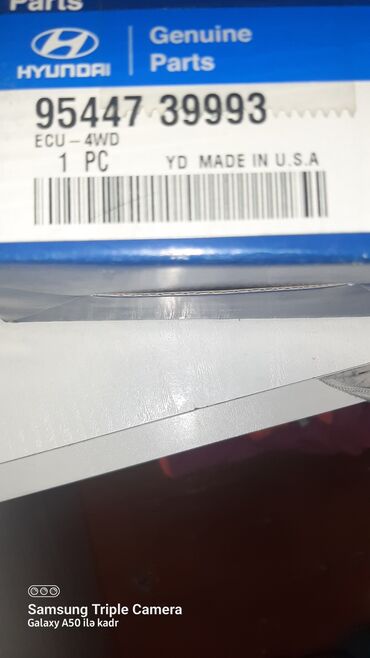 Parts
HYUNDAI
Genuine
Parts
95447 39993
ECU-4WD
1 PC YD MADE IN U.S.A
Samsung Triple Camera
Galaxy A50 ilə kadr